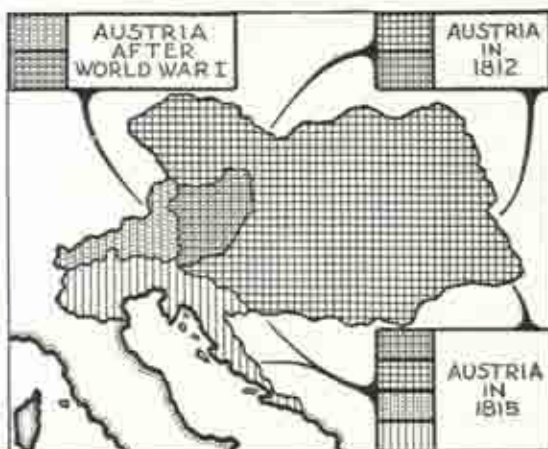 AUSTRIA
AFTER
WORLD WAR I
AUSTRIA
IN
1812
AUSTRIA
IN
1815